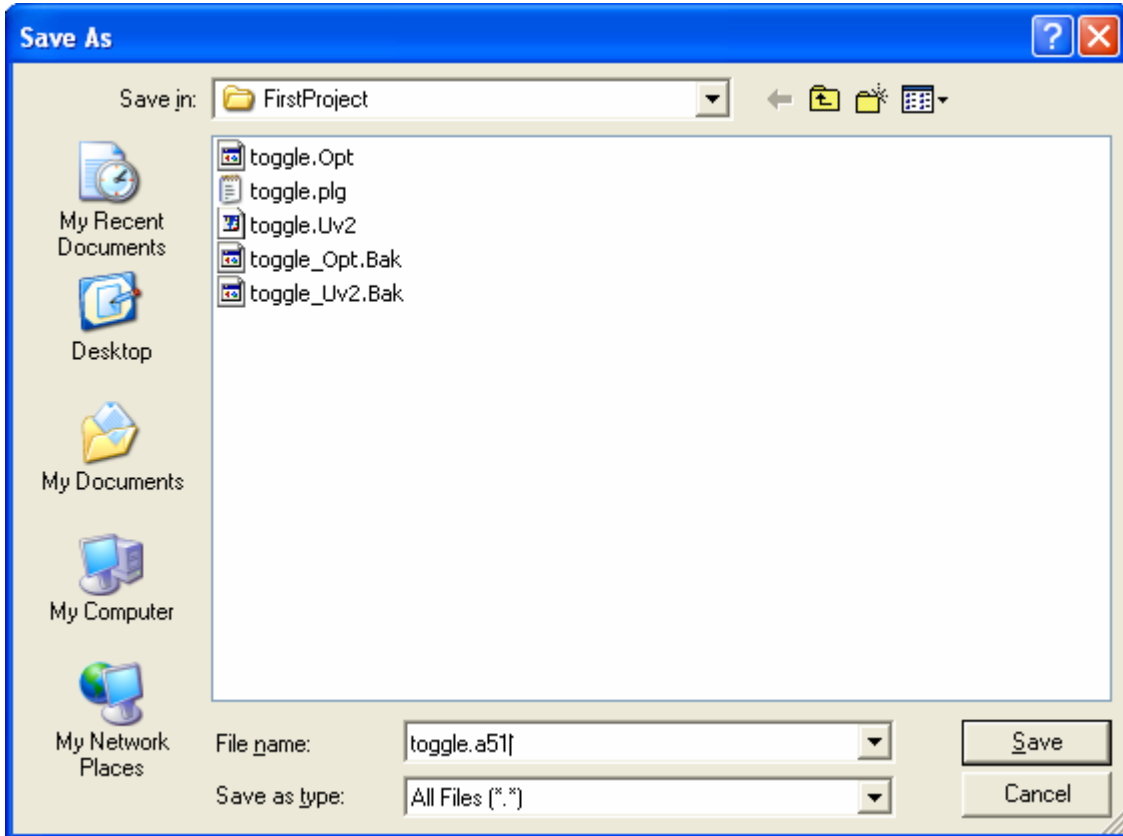 Save As
Save in: FirstProject
toggle.Opt
toggle.plg
toggle.Uv2
toggle_Opt.Bak
toggle_Uv2.Bak
My Recent
Documents
Desktop
My Documents
My Computer
My Network
Places
File name: toggle.a51
Save
Save as type: All Files (*.*)
Cancel